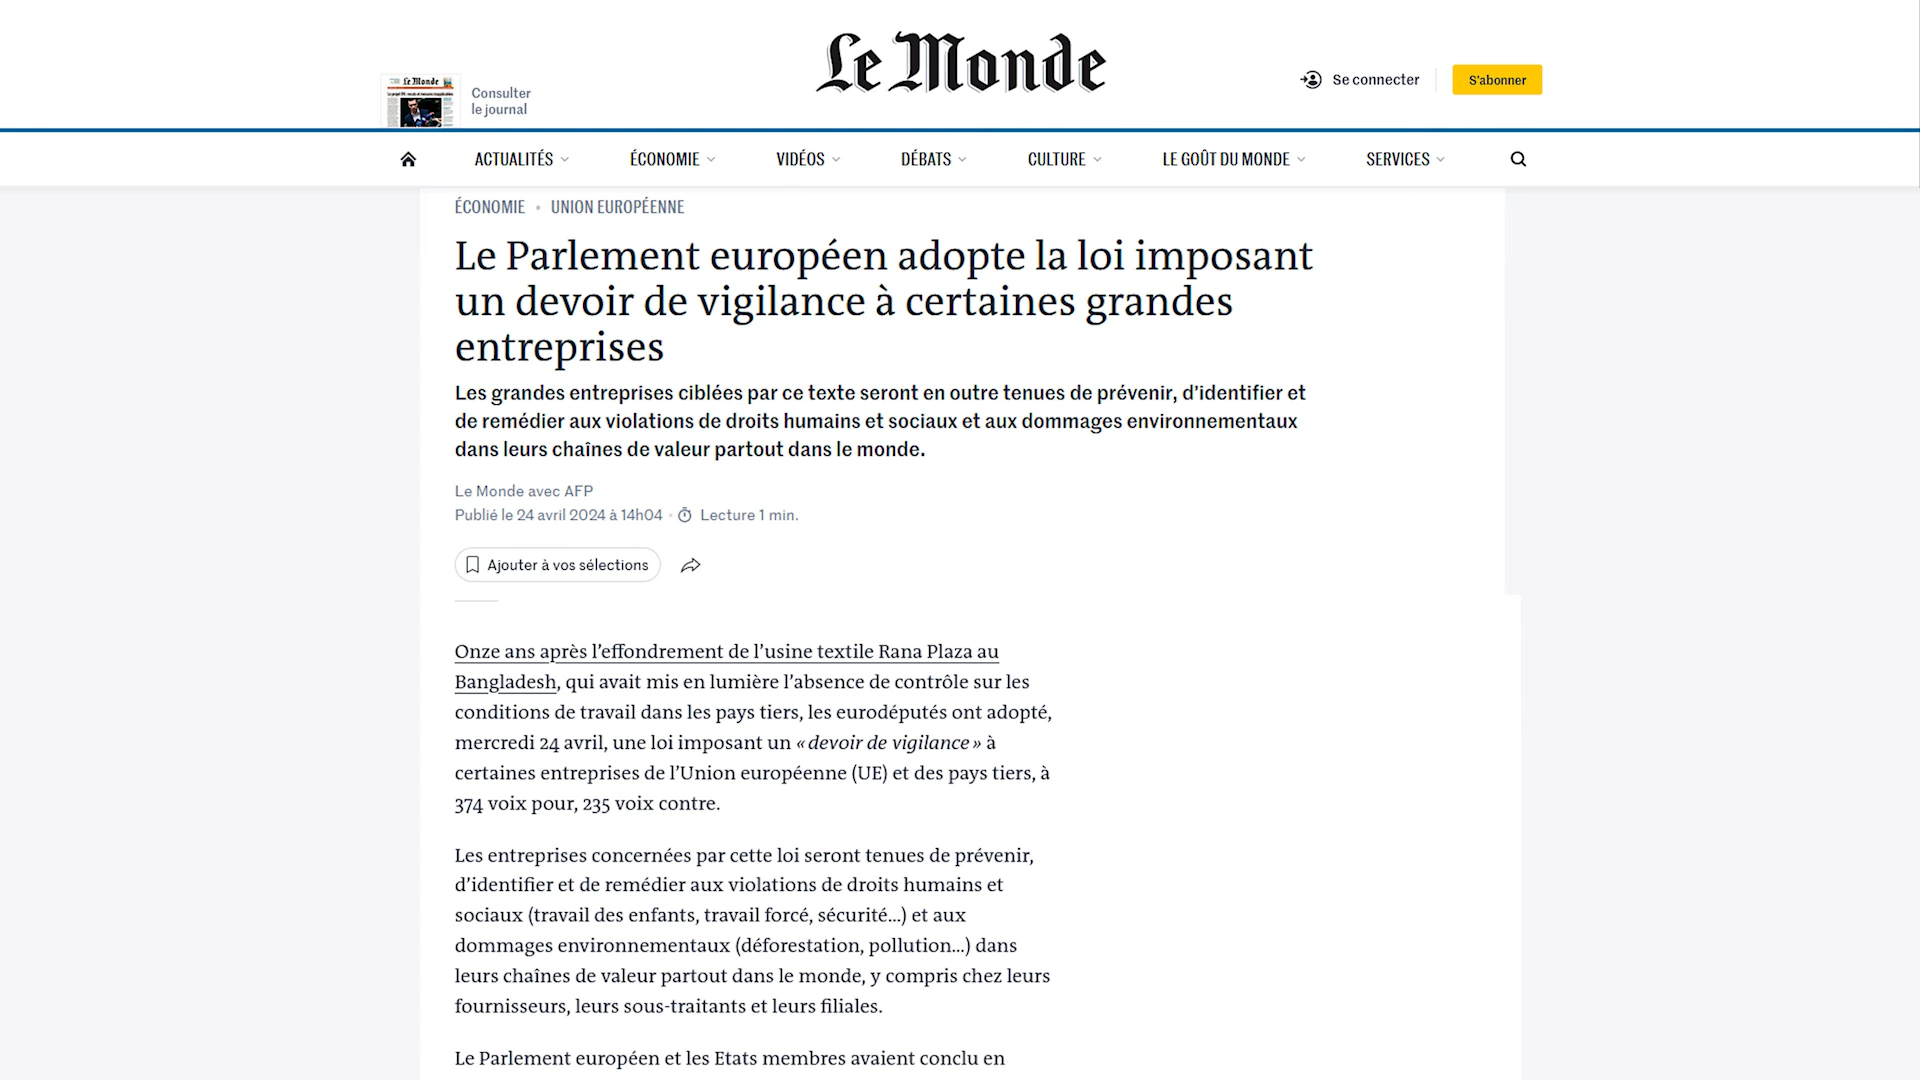 Le Monde
Le Monde
Consulter
le journal
Se connecter
S'abonner
ACTUALITÉS
ÉCONOMIE
VIDÉOS
DÉBATS
CULTURE
LE GOÛT DU MONDE
SERVICES
ÉCONOMIE • UNION EUROPÉENNE
Le Parlement européen adopte la loi imposant
un devoir de vigilance à certaines grandes
entreprises
Les grandes entreprises ciblées par ce texte seront en outre tenues de prévenir, d’identifier et
de remédier aux violations de droits humains et sociaux et aux dommages environnementaux
dans leurs chaînes de valeur partout dans le monde.
Le Monde avec AFP
Publié le 24 avril 2024 à 14h04 • Lecture 1 min.
Ajouter à vos sélections
Onze ans après l’effondrement de l’usine textile Rana Plaza au
Bangladesh, qui avait mis en lumière l’absence de contrôle sur les
conditions de travail dans les pays tiers, les eurodéputés ont adopté,
mercredi 24 avril, une loi imposant un « devoir de vigilance » à
certaines entreprises de l’Union européenne (UE) et des pays tiers, à
374 voix pour, 235 voix contre.
Les entreprises concernées par cette loi seront tenues de prévenir,
d’identifier et de remédier aux violations de droits humains et
sociaux (travail des enfants, travail forcé, sécurité…) et aux
dommages environnementaux (déforestation, pollution…) dans
leurs chaînes de valeur partout dans le monde, y compris chez leurs
fournisseurs, leurs sous-traitants et leurs filiales.
Le Parlement européen et les Etats membres avaient conclu en